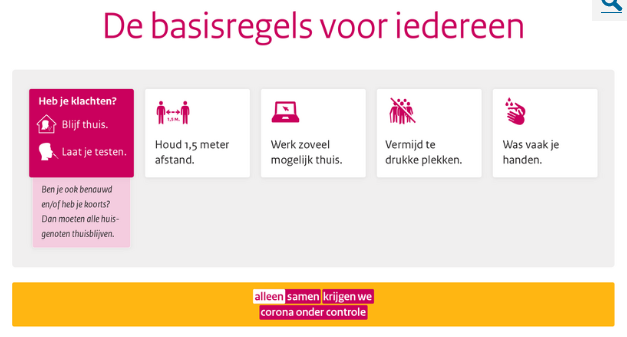 De basisregels voor iedereen
Heb je klachten?
Blijf thuis.
Laat je testen.
Ben je ook benauwd
en/of heb je koorts?
Dan moeten alle huis-
genoten thuisblijven.
1,5 M.
Houd 1,5 meter
afstand.
Werk zoveel
mogelijk thuis.
Vermijd te
drukke plekken.
Was vaak je
handen.
alleen samen krijgen we
corona onder controle